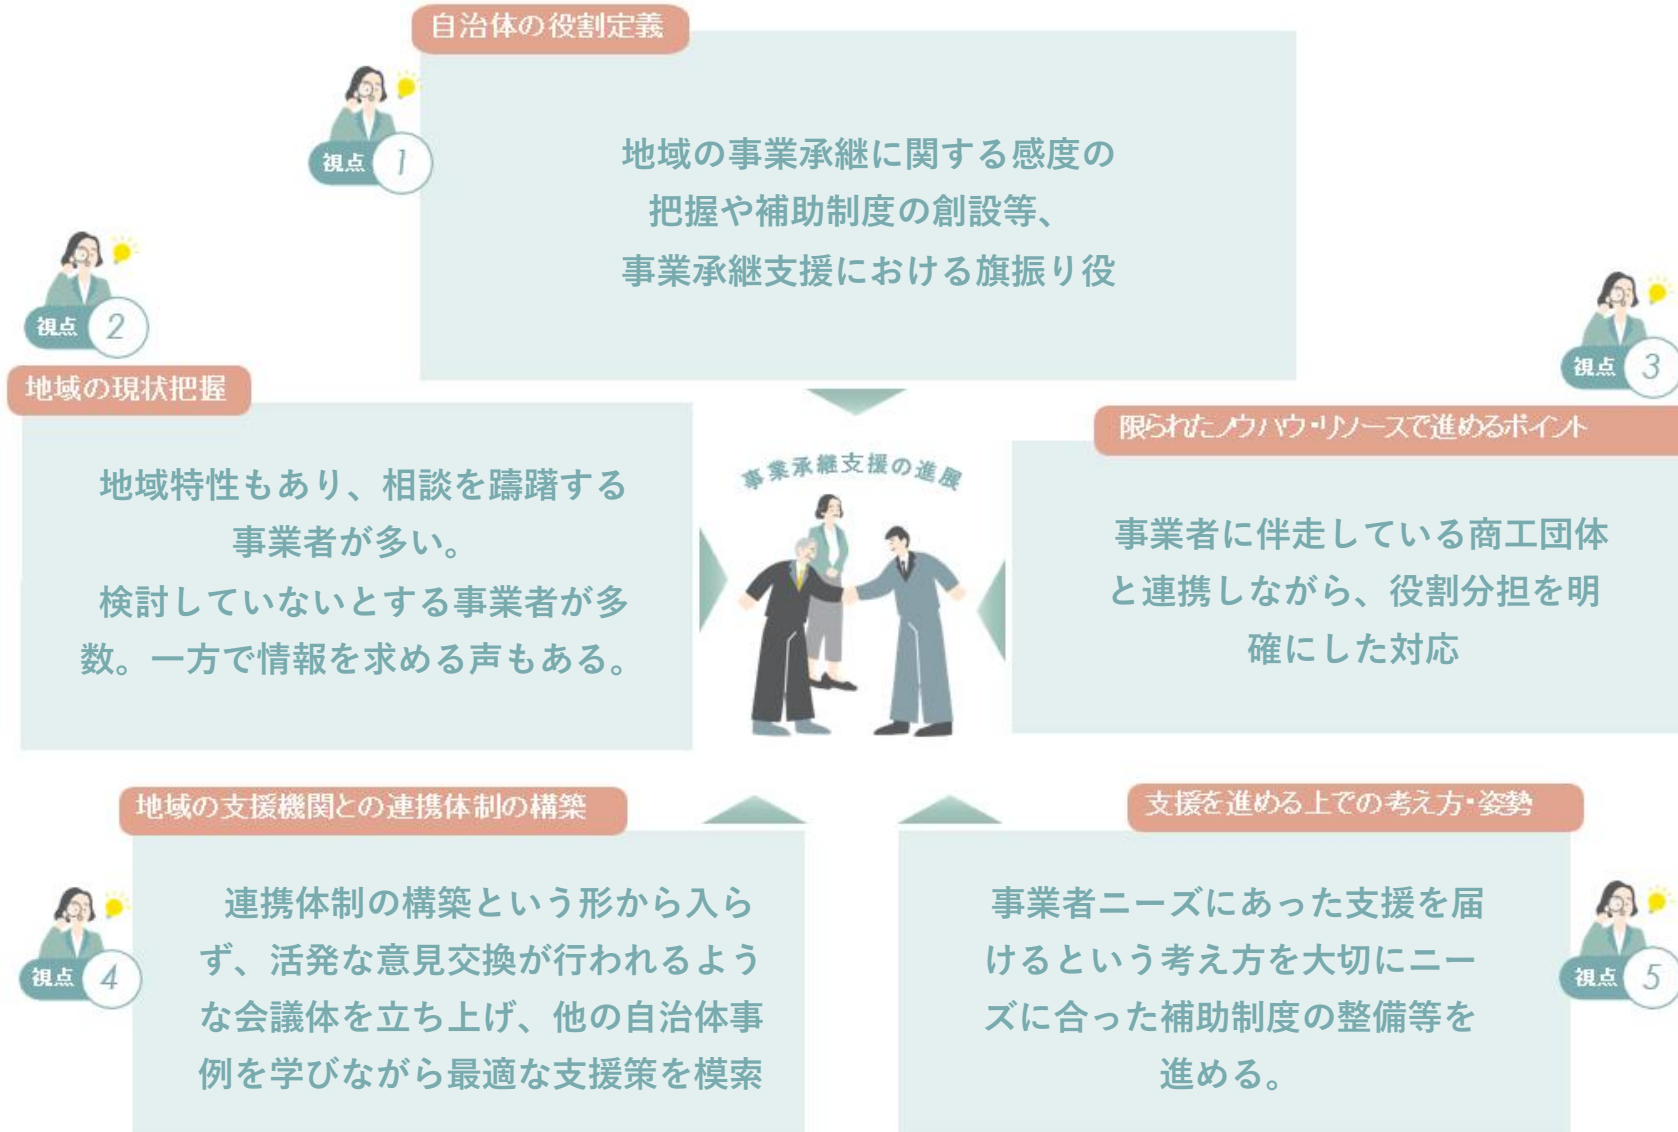 自治体の役割定義
視点 1
地域の事業承継に関する感度の
把握や補助制度の創設等、
事業承継支援における旗振り役
視点 2
地域の現状把握
地域特性もあり、相談を躊躇する
事業者が多い。
検討していないとする事業者が多
数。一方で情報を求める声もある。
視点 3
限られたノウハウ・リソースで進めるポイント
事業者に伴走している商工団体
と連携しながら、役割分担を明
確にした対応
事業承継支援の進展
地域の支援機関との連携体制の構築
視点 4
連携体制の構築という形から入ら
ず、活発な意見交換が行われるよう
な会議体を立ち上げ、他の自治体事
例を学びながら最適な支援策を模索
支援を進める上での考え方・姿勢
視点 5
事業者ニーズにあった支援を届
けるという考え方を大切にニー
ズに合った補助制度の整備等を
進める。